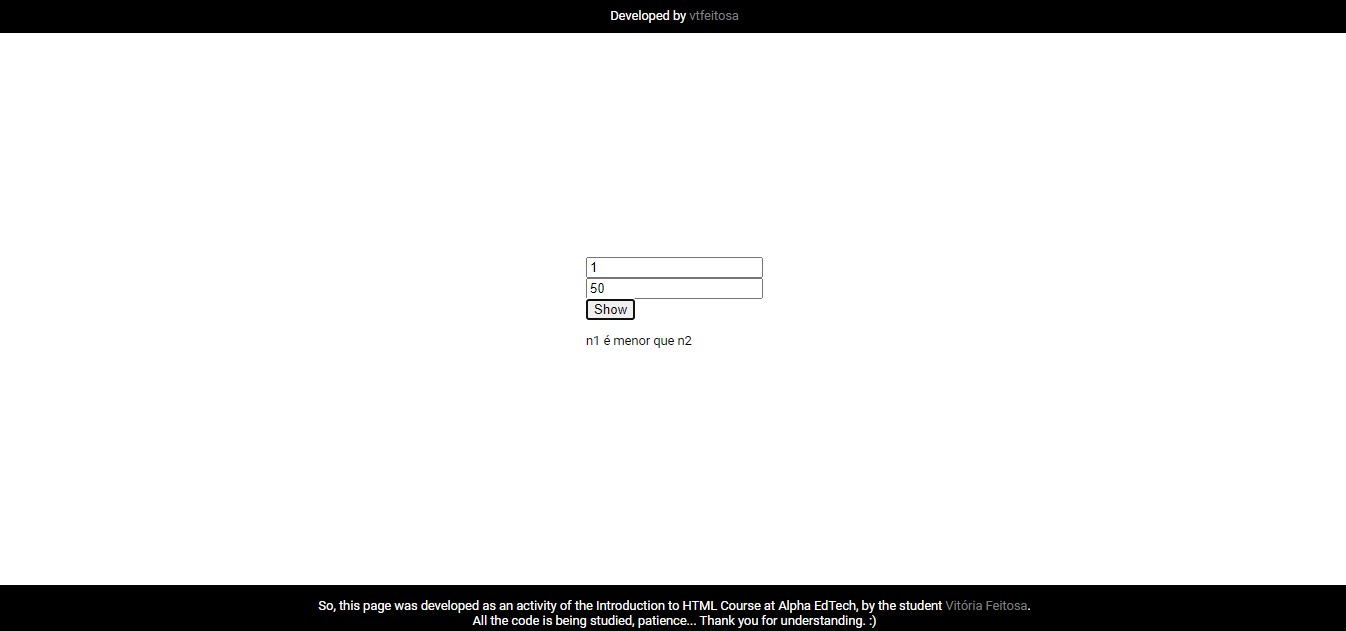 Developed by vtfeitosa
1
50
Show
n1 é menor que n2
So, this page was developed as an activity of the Introduction to HTML Course at Alpha EdTech, by the student Vitória Feitosa.
All the code is being studied, patience... Thank you for understanding. :)